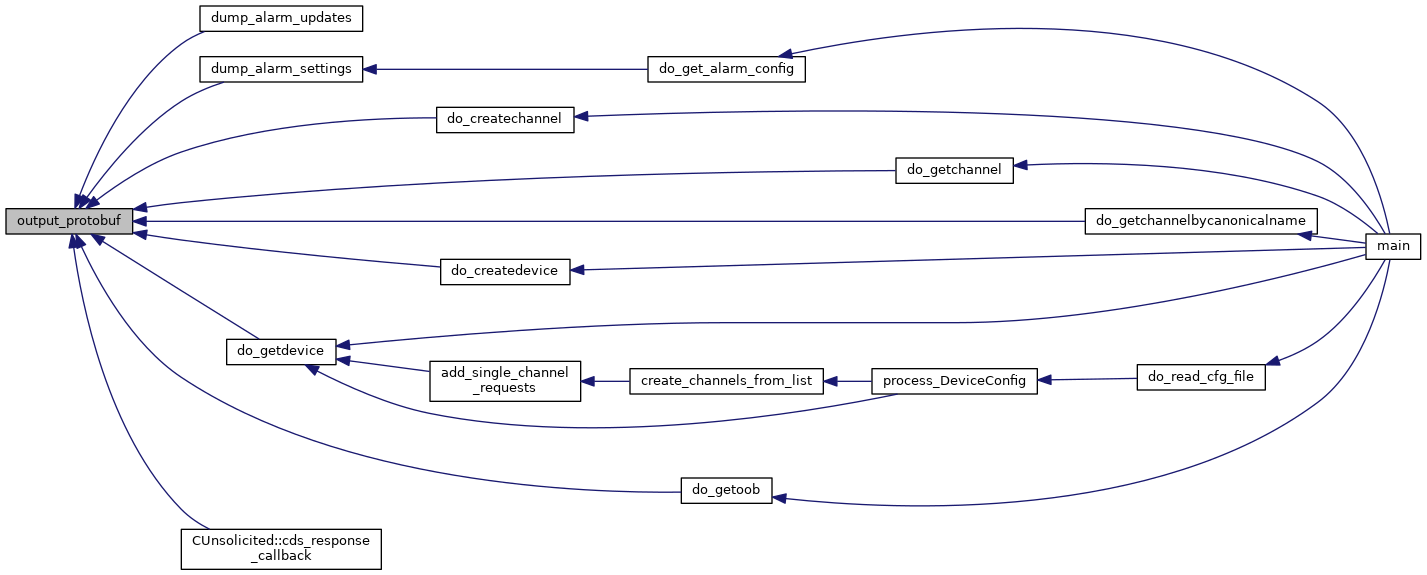 dump_alarm_updates
dump_alarm_settings
do_get_alarm_config
do_createchannel
do_getchannel
output_protobuf
do_getchannelbycanonicalname
main
do_createdevice
do_getdevice
add_single_channel
_requests
create_channels_from_list
process_DeviceConfig
do_read_cfg_file
do_getoob
CUnsolicited::cds_response
_callback